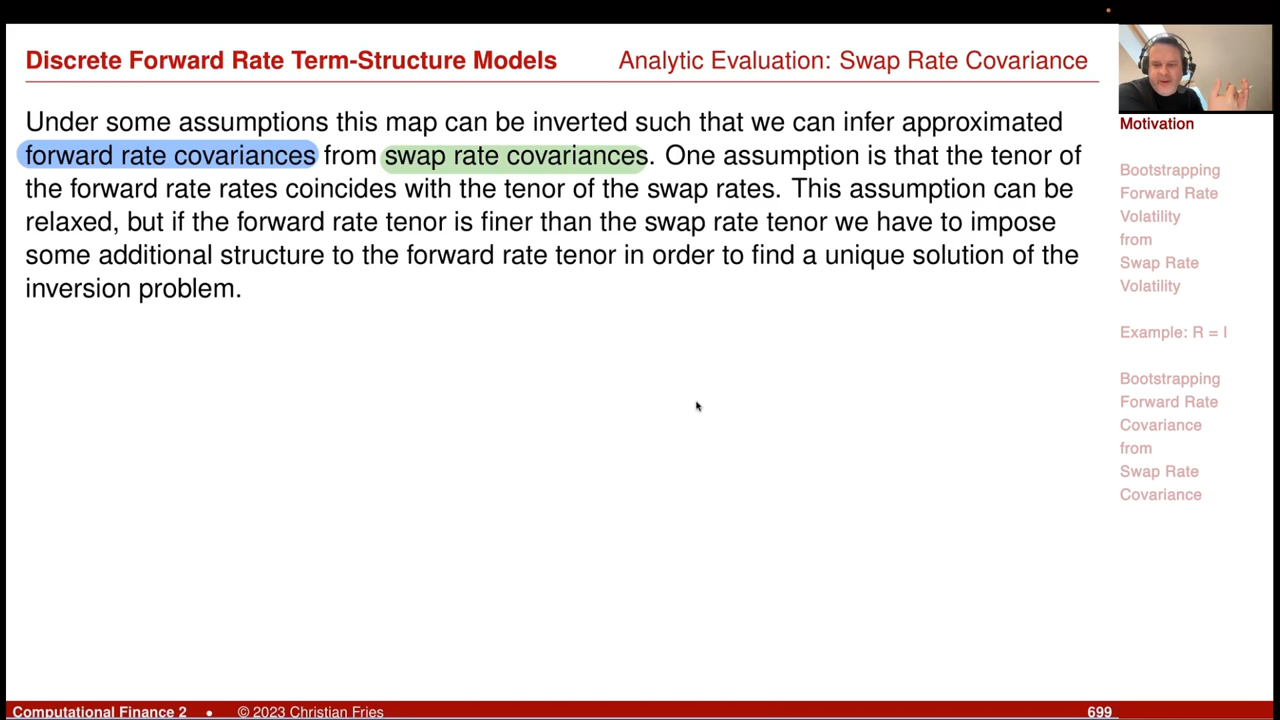 Discrete Forward Rate Term-Structure Models
Analytic Evaluation: Swap Rate Covariance
Under some assumptions this map can be inverted such that we can infer approximated
forward rate covariances from swap rate covariances. One assumption is that the tenor of
the forward rate rates coincides with the tenor of the swap rates. This assumption can be
relaxed, but if the forward rate tenor is finer than the swap rate tenor we have to impose
some additional structure to the forward rate tenor in order to find a unique solution of the
inversion problem.
Motivation
Bootstrapping
Forward Rate
Volatility
from
Swap Rate
Volatility
Example: R = I
Bootstrapping
Forward Rate
Covariance
from
Swap Rate
Covariance
Computational Finance 2 • © 2023 Christian Fries
699